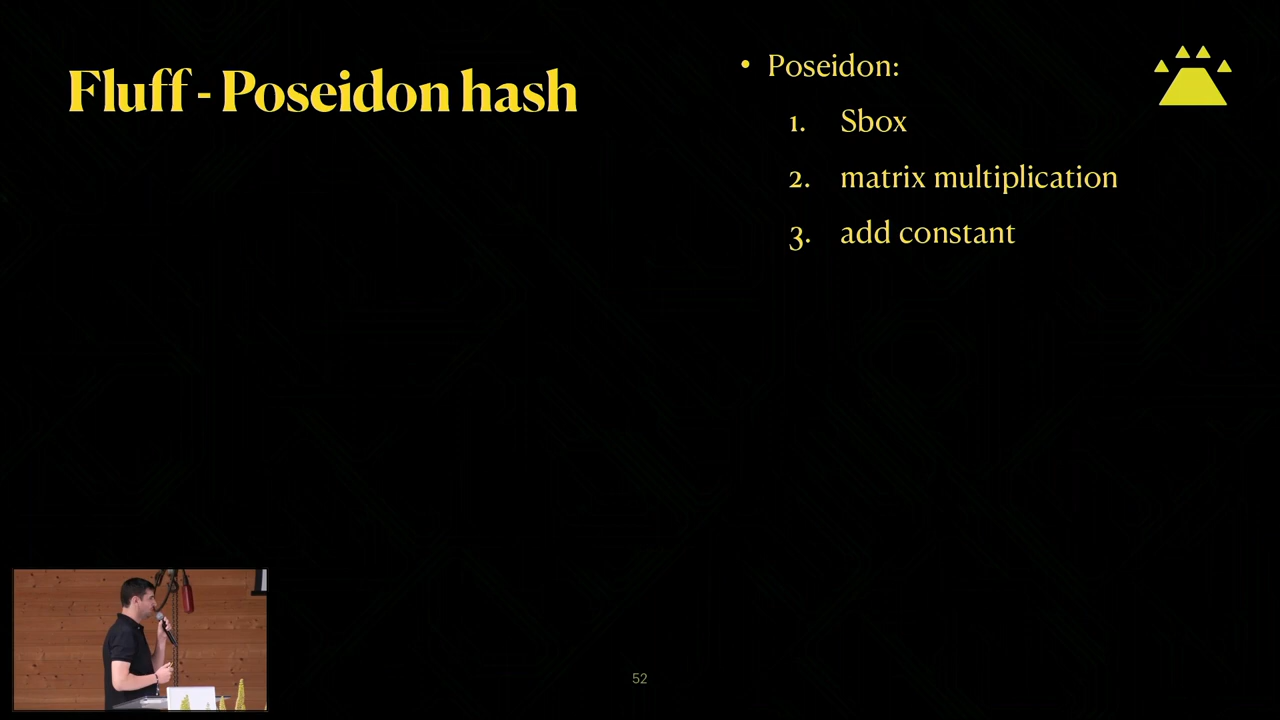 Fluff - Poseidon hash
• Poseidon:
1. Sbox
2. matrix multiplication
3. add constant
52